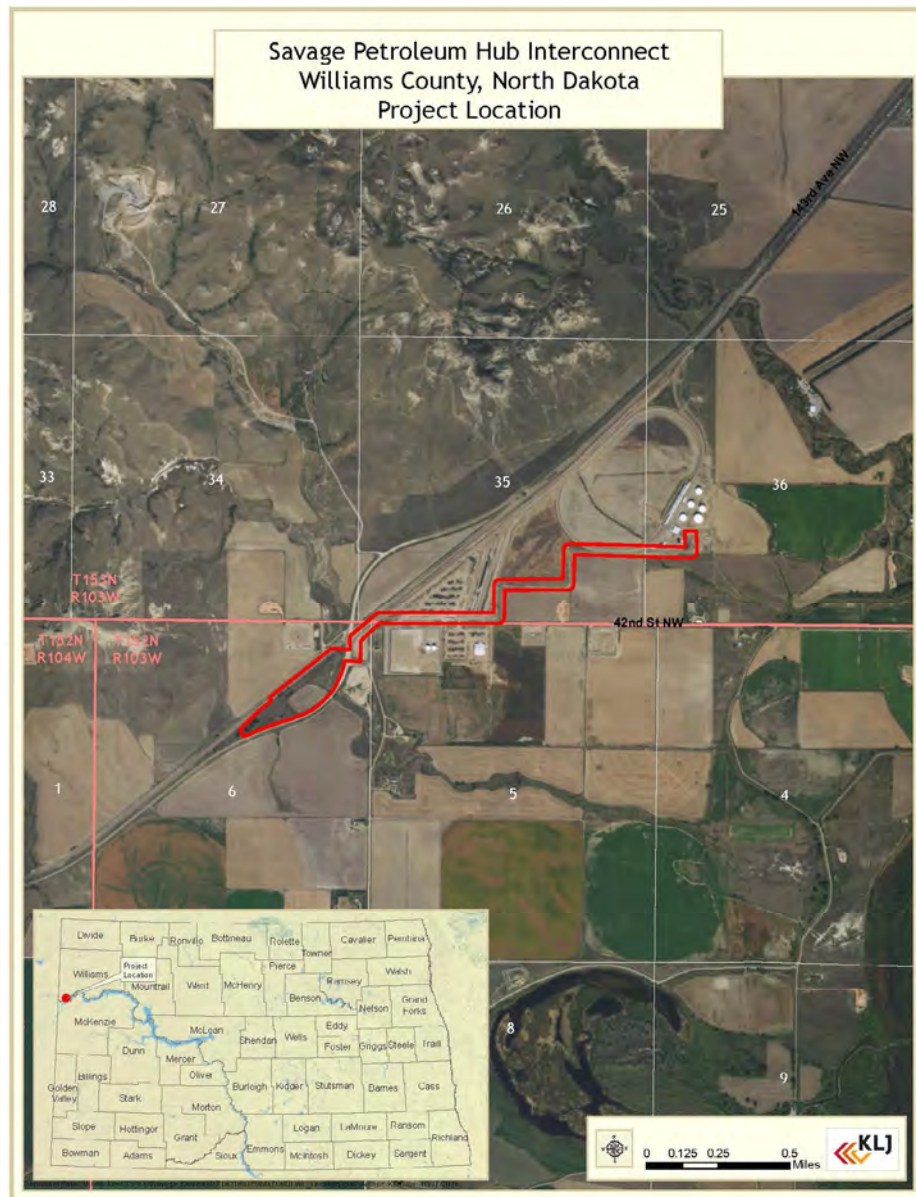 Savage Petroleum Hub Interconnect
Williams County, North Dakota
Project Location
143rd Ave NW
28
27
26
25
33
34
35
36
T153N
R103W
42nd St NW
T152N
R104W
T152N
R103W
1
6
5
4
8
9
Divide
Burke
Bottineau
Rolette
Towner
Cavalier
Pembina
Williams
Project
Location
Mountrail
Ward
McHenry
Pierce
Benson
Ramsey
Walsh
Nelson
Grand
Forks
McKenzie
McLean
Dunn
Mercer
Sheridan
Wells
Eddy
Foster
Griggs
Steele
Traill
Billings
Oliver
Golden
Valley
Stark
Burleigh
Kidder
Stutsman
Barnes
Cass
Morton
Slope
Hettinger
Grant
Logan
LaMoure
Ransom
Richland
Bowman
Adams
Sioux
Emmons
McIntosh
Dickey
Sargent
0 0.125 0.25 0.5
Miles
KLJ